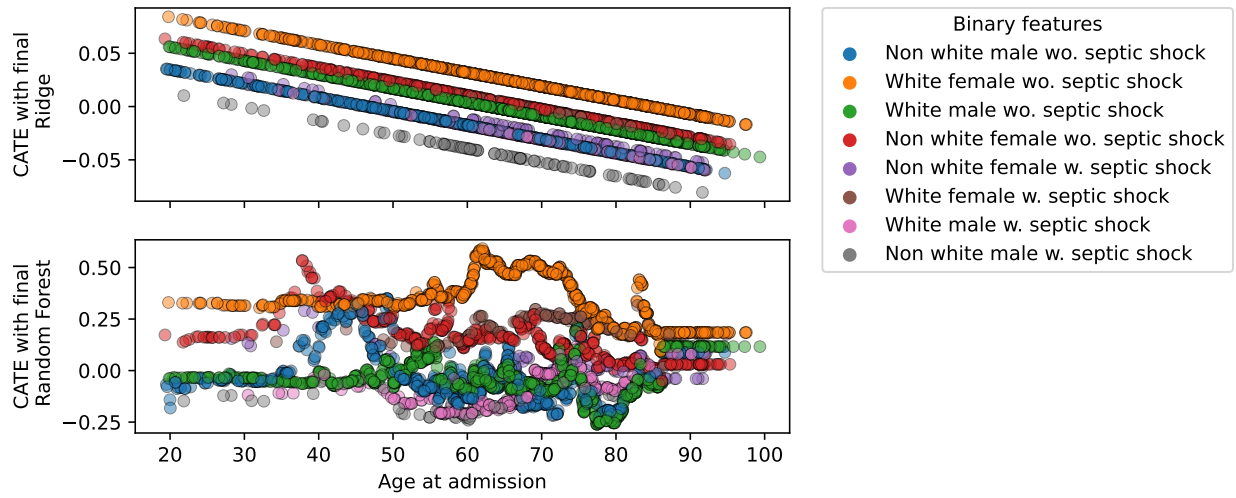 CATE with final
Ridge
0.05
0.00
−0.05
CATE with final
Random Forest
0.50
0.25
0.00
−0.25
20 30 40 50 60 70 80 90 100
Age at admission
Binary features
Non white male wo. septic shock
White female wo. septic shock
White male wo. septic shock
Non white female wo. septic shock
Non white female w. septic shock
White female w. septic shock
White male w. septic shock
Non white male w. septic shock